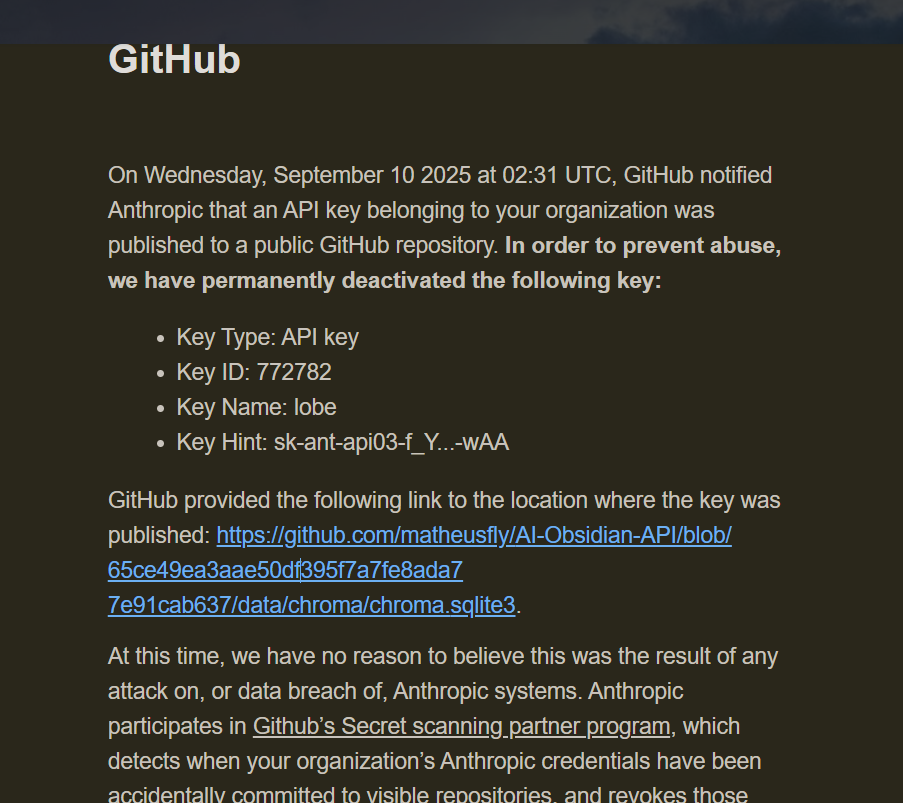 GitHub
On Wednesday, September 10 2025 at 02:31 UTC, GitHub notified
Anthropic that an API key belonging to your organization was
published to a public GitHub repository. In order to prevent abuse,
we have permanently deactivated the following key:
• Key Type: API key
• Key ID: 772782
• Key Name: lobe
• Key Hint: sk-ant-api03-f_Y...-wAA
GitHub provided the following link to the location where the key was
published: https://github.com/matheusfly/AI-Obsidian-API/blob/
65ce49ea3aae50df395f7a7fe8ada7
7e91cab637/data/chroma/chroma.sqlite3.
At this time, we have no reason to believe this was the result of any
attack on, or data breach of, Anthropic systems. Anthropic
participates in Github’s Secret scanning partner program, which
detects when your organization’s Anthropic credentials have been
accidentally committed to visible repositories, and revokes those